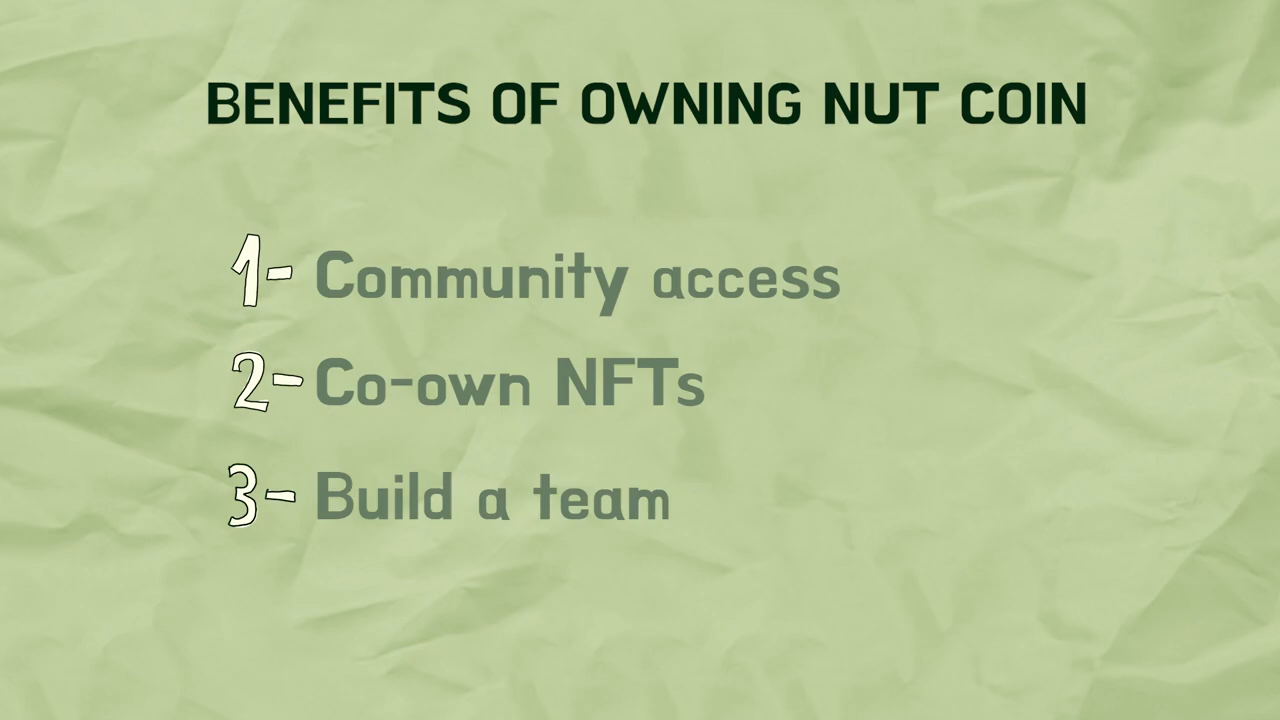 BENEFITS OF OWNING NUT COIN
1- Community access
2- Co-own NFTs
3- Build a team